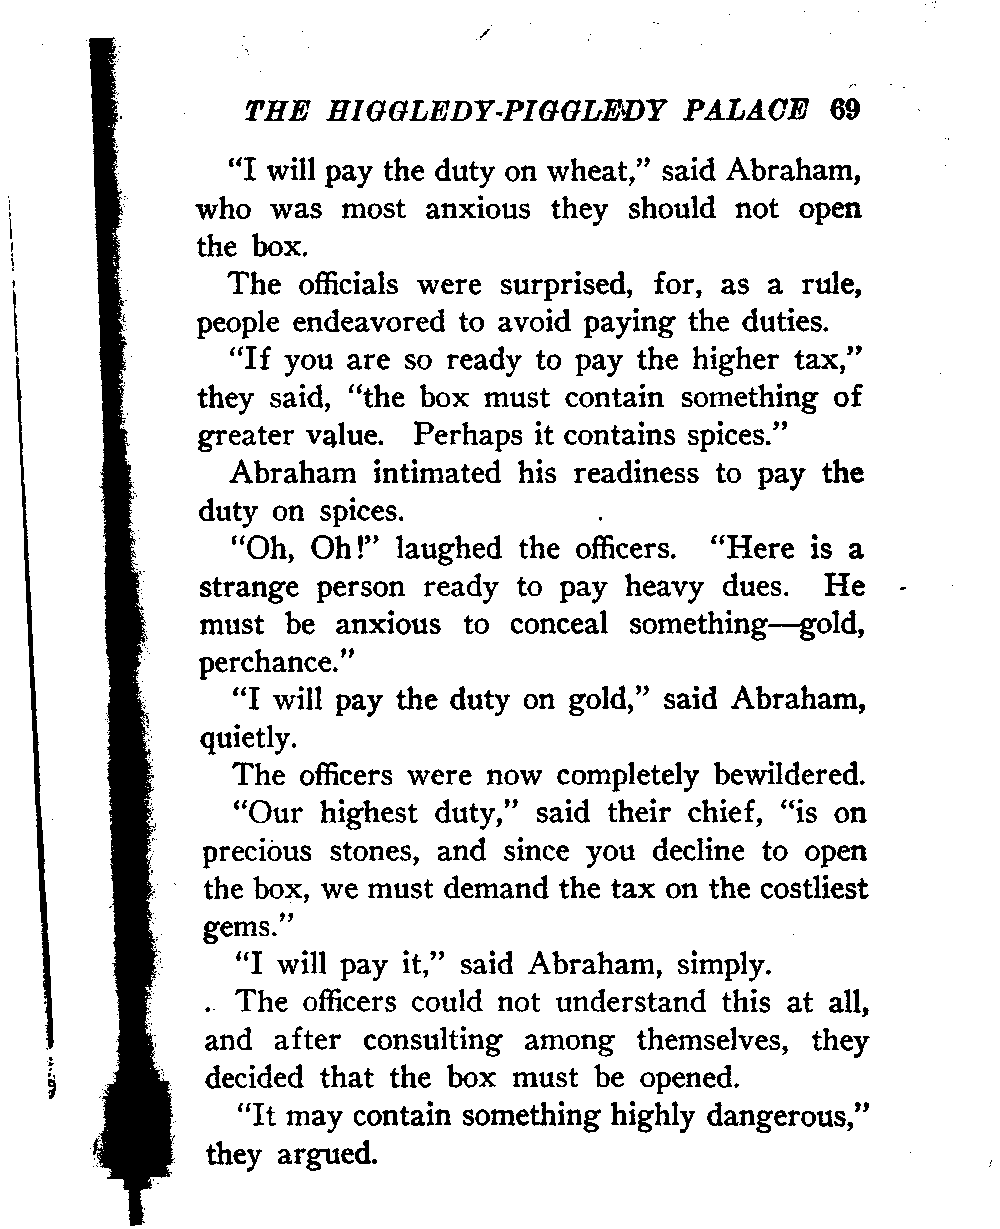 THE HIGGLEDY-PIGGLEDY PALACE 69
“I will pay the duty on wheat,” said Abraham,
who was most anxious they should not open
the box.
The officials were surprised, for, as a rule,
people endeavored to avoid paying the duties.
“If you are so ready to pay the higher tax,”
they said, “the box must contain something of
greater value. Perhaps it contains spices.”
Abraham intimated his readiness to pay the
duty on spices.
“Oh, Oh!” laughed the officers. “Here is a
strange person ready to pay heavy dues. He
must be anxious to conceal something—gold,
perchance.”
“I will pay the duty on gold,” said Abraham,
quietly.
The officers were now completely bewildered.
“Our highest duty,” said their chief, “is on
precious stones, and since you decline to open
the box, we must demand the tax on the costliest
gems.”
“I will pay it,” said Abraham, simply.
The officers could not understand this at all,
and after consulting among themselves, they
decided that the box must be opened.
“It may contain something highly dangerous,”
they argued.